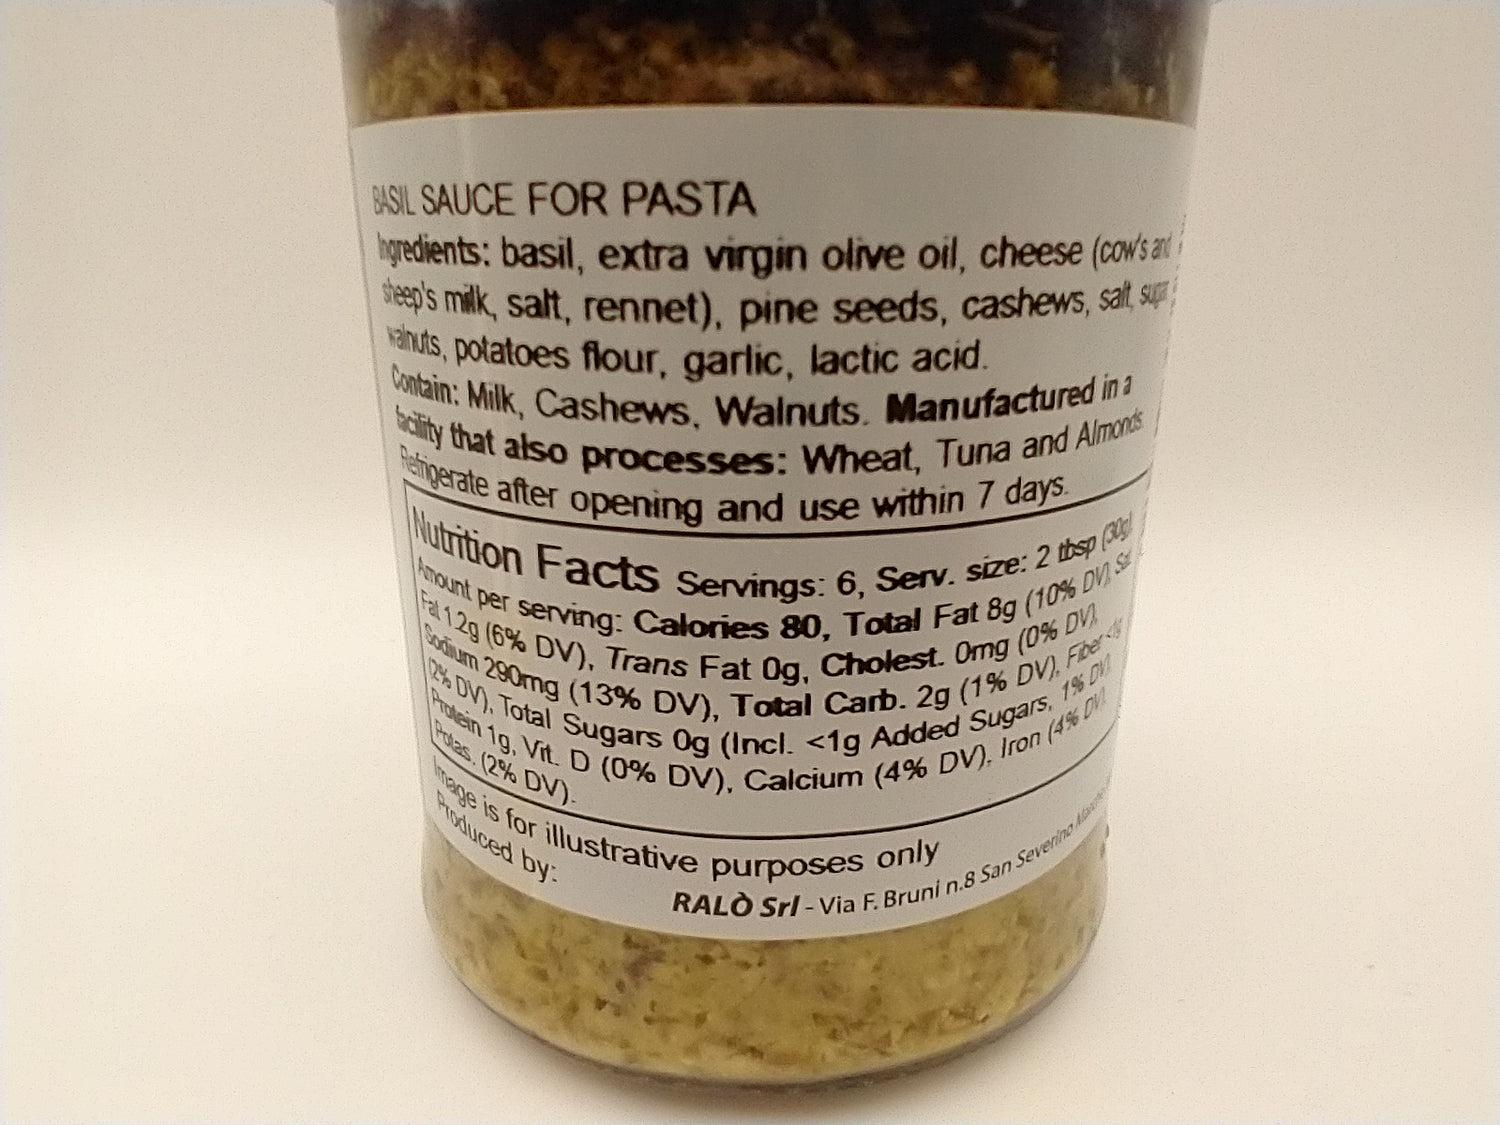 BASIL SAUCE FOR PASTA
Ingredients: basil, extra virgin olive oil, cheese (cow's and
sheep's milk, salt, rennet), pine seeds, cashews, salt, sugar
walnuts, potatoes flour, garlic, lactic acid.
Contain: Milk, Cashews, Walnuts. Manufactured in a
facility that also processes: Wheat, Tuna and Almonds.
Refrigerate after opening and use within 7 days.
Nutrition Facts Servings: 6, Serv. size: 2 tbsp (30g)
Amount per serving: Calories 80, Total Fat 8g (10% DV), Sat.
Fat 1.2g (6% DV), Trans Fat 0g, Cholest. 0mg (0% DV),
Sodium 290mg (13% DV), Total Carb. 2g (1% DV), Fiber <1g
(2% DV), Total Sugars 0g (Incl. <1g Added Sugars, 1% DV),
Protein 1g, Vit. D (0% DV), Calcium (4% DV), Iron (4% DV),
Potas. (2% DV).
Image is for illustrative purposes only
Produced by:
RALÒ Srl - Via F. Bruni n.8 San Severino